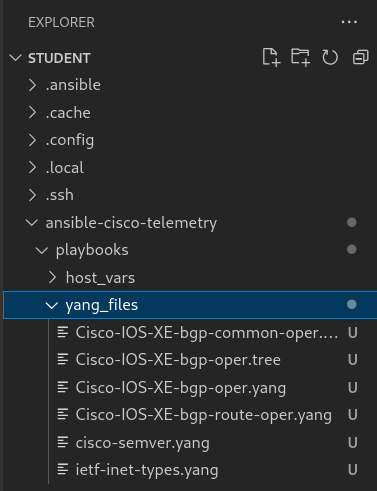 EXPLORER
STUDENT
.ansible
.cache
.config
.local
.ssh
ansible-cisco-telemetry
playbooks
host_vars
yang_files
Cisco-IOS-XE-bgp-common-oper.... U
Cisco-IOS-XE-bgp-oper.tree U
Cisco-IOS-XE-bgp-oper.yang U
Cisco-IOS-XE-bgp-route-oper.yang U
cisco-semver.yang U
ietf-inet-types.yang U